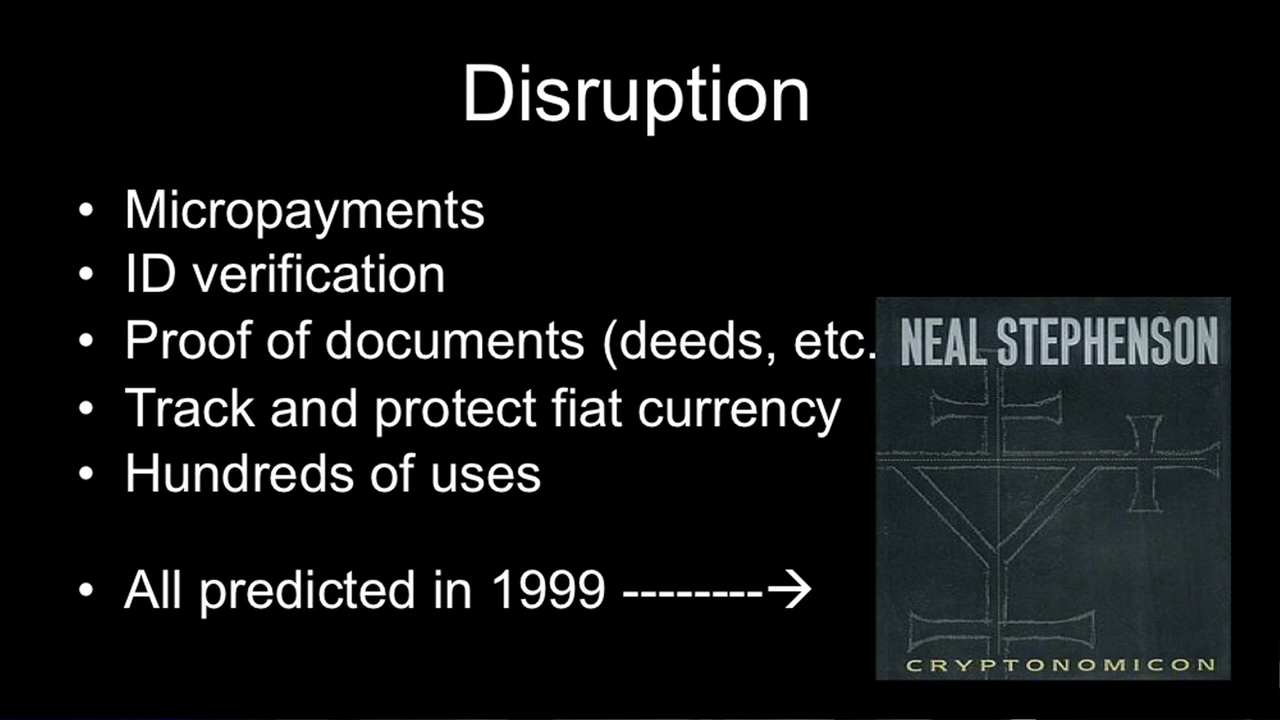 Disruption
• Micropayments
• ID verification
• Proof of documents (deeds, etc.
• Track and protect fiat currency
• Hundreds of uses
• All predicted in 1999 --------→
NEAL STEPHENSON
CRYPTONOMICON